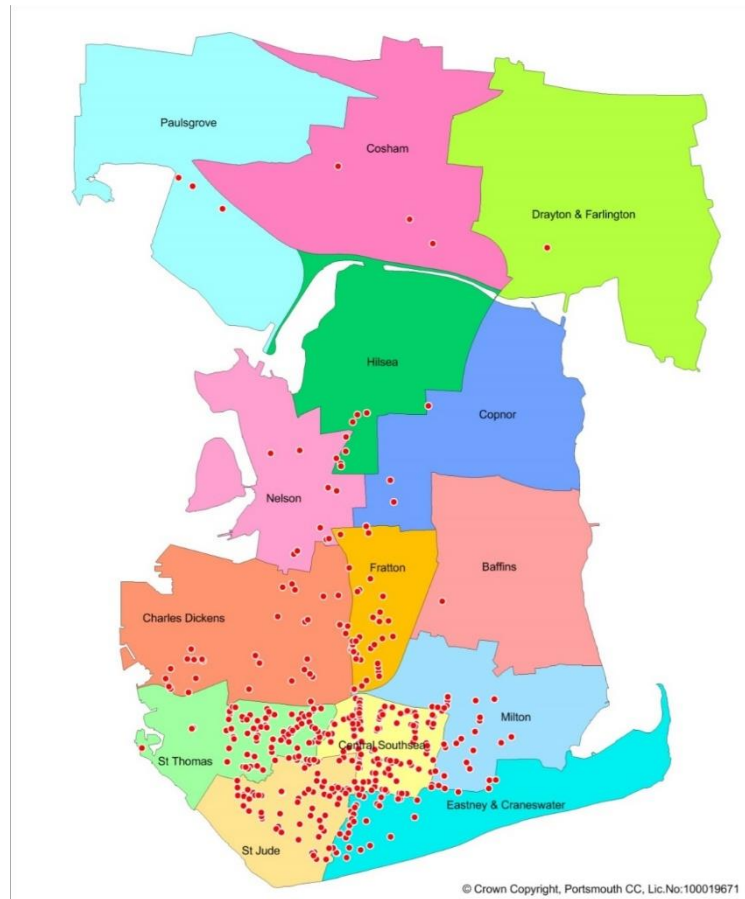 Paulsgrove
Cosham
Drayton & Farlington
Hilsea
Copnor
Nelson
Fratton
Baffins
Charles Dickens
Milton
Central Southsea
St Thomas
Eastney & Craneswater
St Jude
© Crown Copyright, Portsmouth CC, Lic.No:100019671